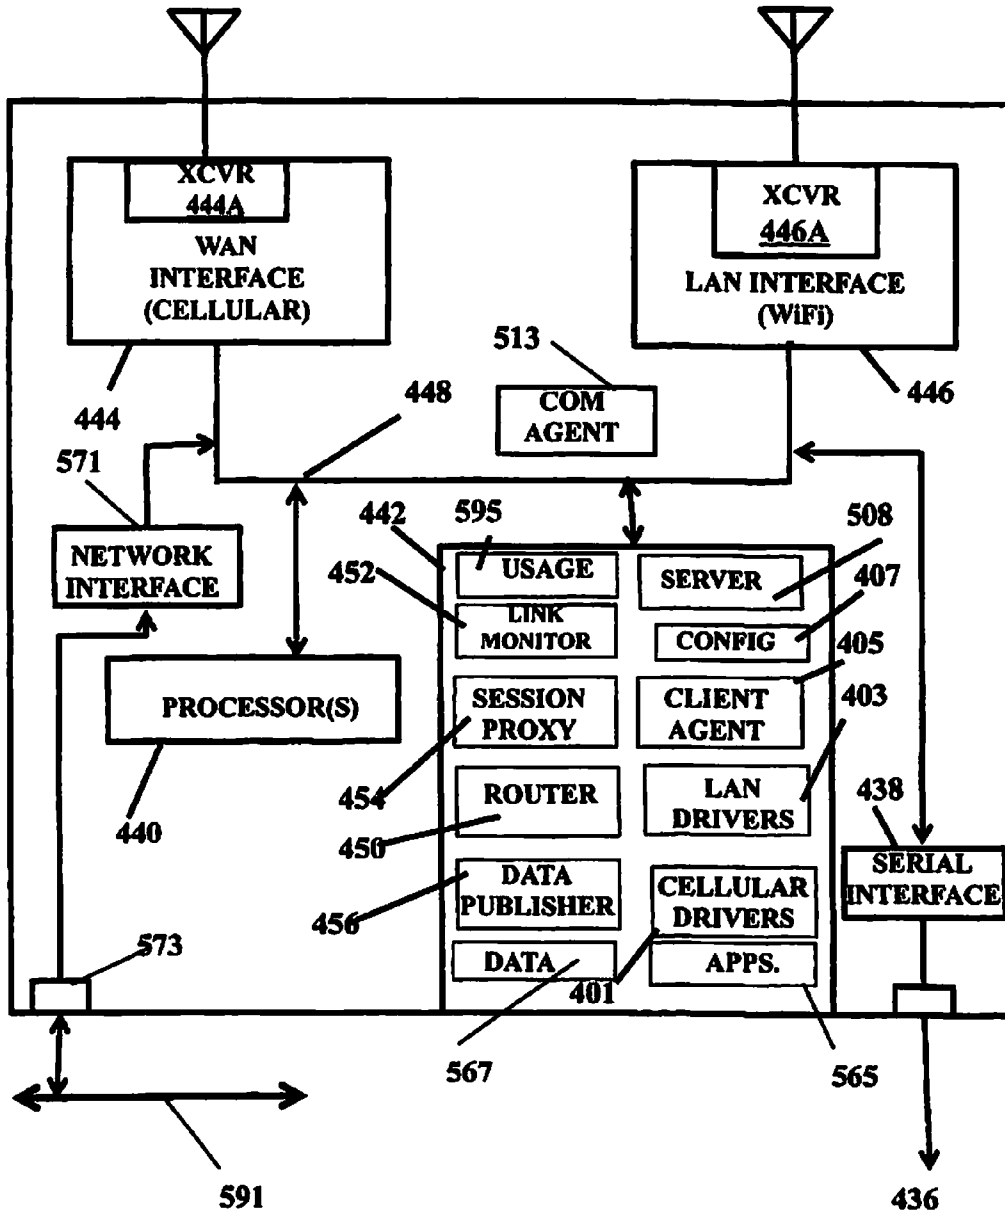 XCVR
444A
WAN
INTERFACE
(CELLULAR)
XCVR
446A
LAN INTERFACE
(WiFi)
513
444
448
COM
AGENT
446
571
NETWORK
INTERFACE
442
595
508
452
USAGE
SERVER
407
LINK
MONITOR
CONFIG
405
PROCESSOR(S)
SESSION
PROXY
CLIENT
AGENT
403
440
454
450
ROUTER
LAN
DRIVERS
438
SERIAL
INTERFACE
456
DATA
PUBLISHER
CELLULAR
DRIVERS
573
DATA
401
APPS.
567
565
591
436